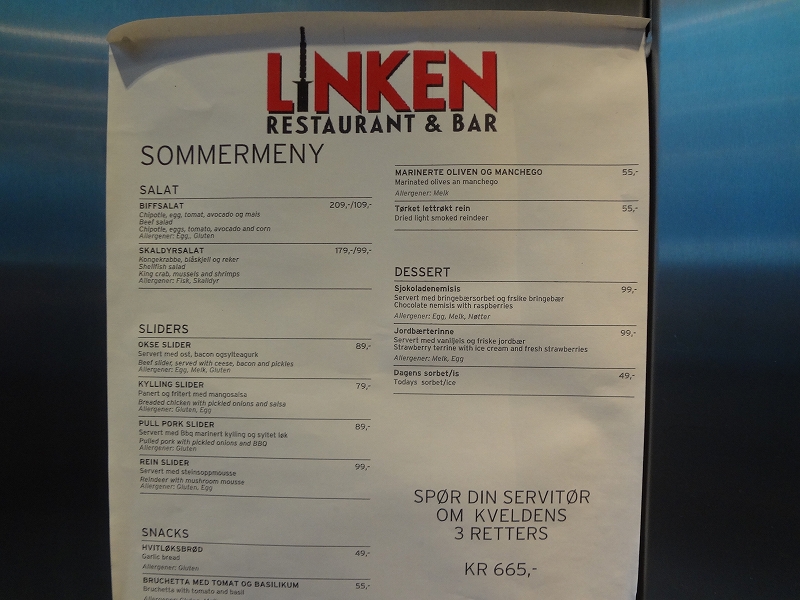 LINKEN
RESTAURANT & BAR
SOMMERMENY
SALAT
BIFFSALAT 209,-/109,-
Chipotle, egg, tomat, avocado og mais
Beef salad
Chipotle, eggs, tomato, avocado and corn
Allergener: Egg,, Gluten
SKALDYRSALAT 179,-/99,-
Kongekrabbe, blåskjell og reker
Shellfish salad
King crab, mussels and shrimps
Allergener: Fisk, Skalldyr
SLIDERS
OKSE SLIDER 89,-
Servert med ost, bacon ogsylteagurk
Beef slider, served with ceese, bacon and pickles
Allergener: Egg, Melk, Gluten
KYLLING SLIDER 79,-
Panert og fritert med mangosalsa
Breaded chicken with pickled onions and salsa
Allergener: Gluten, Egg
PULL PORK SLIDER 89,-
Servert med Bbq marinert kylling og syltet løk
Pulled pork with pickled onions and BBQ
Allergener: Gluten
REIN SLIDER 99,-
Servert med steinsoppmousse
Reindeer with mushroom mousse
Allergener: Gluten, Egg
SNACKS
HVITLØKSBRØD 49,-
Garlic bread
Allergener: Gluten
BRUCHETTA MED TOMAT OG BASILIKUM 55,-
Bruchetta with tomato and basil
MARINERTE OLIVEN OG MANCHEGO 55,-
Marinated olives an manchego
Allergener: Melk
Tørket lettrøkt rein 55,-
Dried light smoked reindeer
DESSERT
Sjokoladenemisis 99,-
Servert med bringebærsorbet og frsike bringebær
Chocolate nemisis with raspberries
Allergener: Egg, Melk, Nøtter
Jordbærterinne 99,-
Servert med vaniljeis og friske jordbær
Strawberry terrine with ice cream and fresh strawberries
Allergener: Melk, Egg
Dagens sorbet/is 49,-
Todays sorbet/ice
SPØR DIN SERVITØR
OM KVELDENS
3 RETTERS
KR 665,-